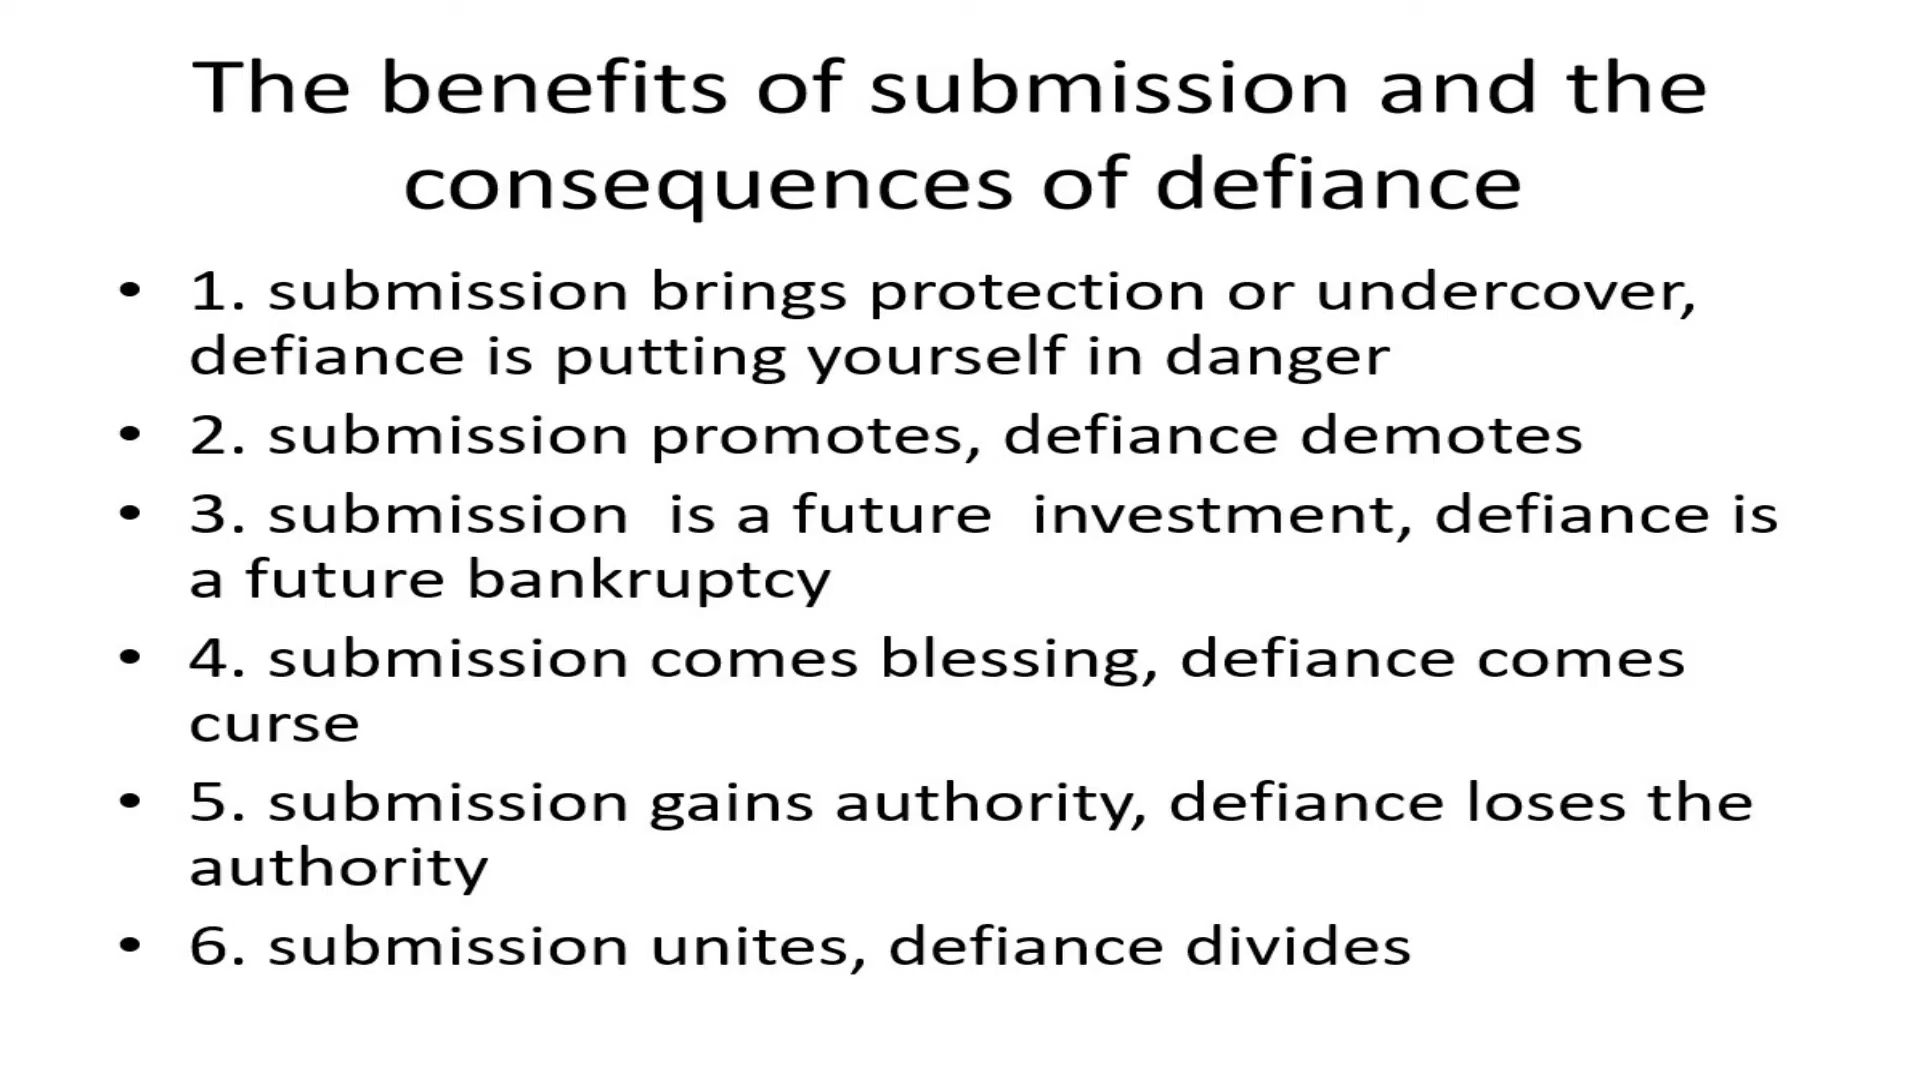 The benefits of submission and the
consequences of defiance
• 1. submission brings protection or undercover,
defiance is putting yourself in danger
• 2. submission promotes, defiance demotes
• 3. submission  is a future  investment, defiance is
a future bankruptcy
• 4. submission comes blessing, defiance comes
curse
• 5. submission gains authority, defiance loses the
authority
• 6. submission unites, defiance divides